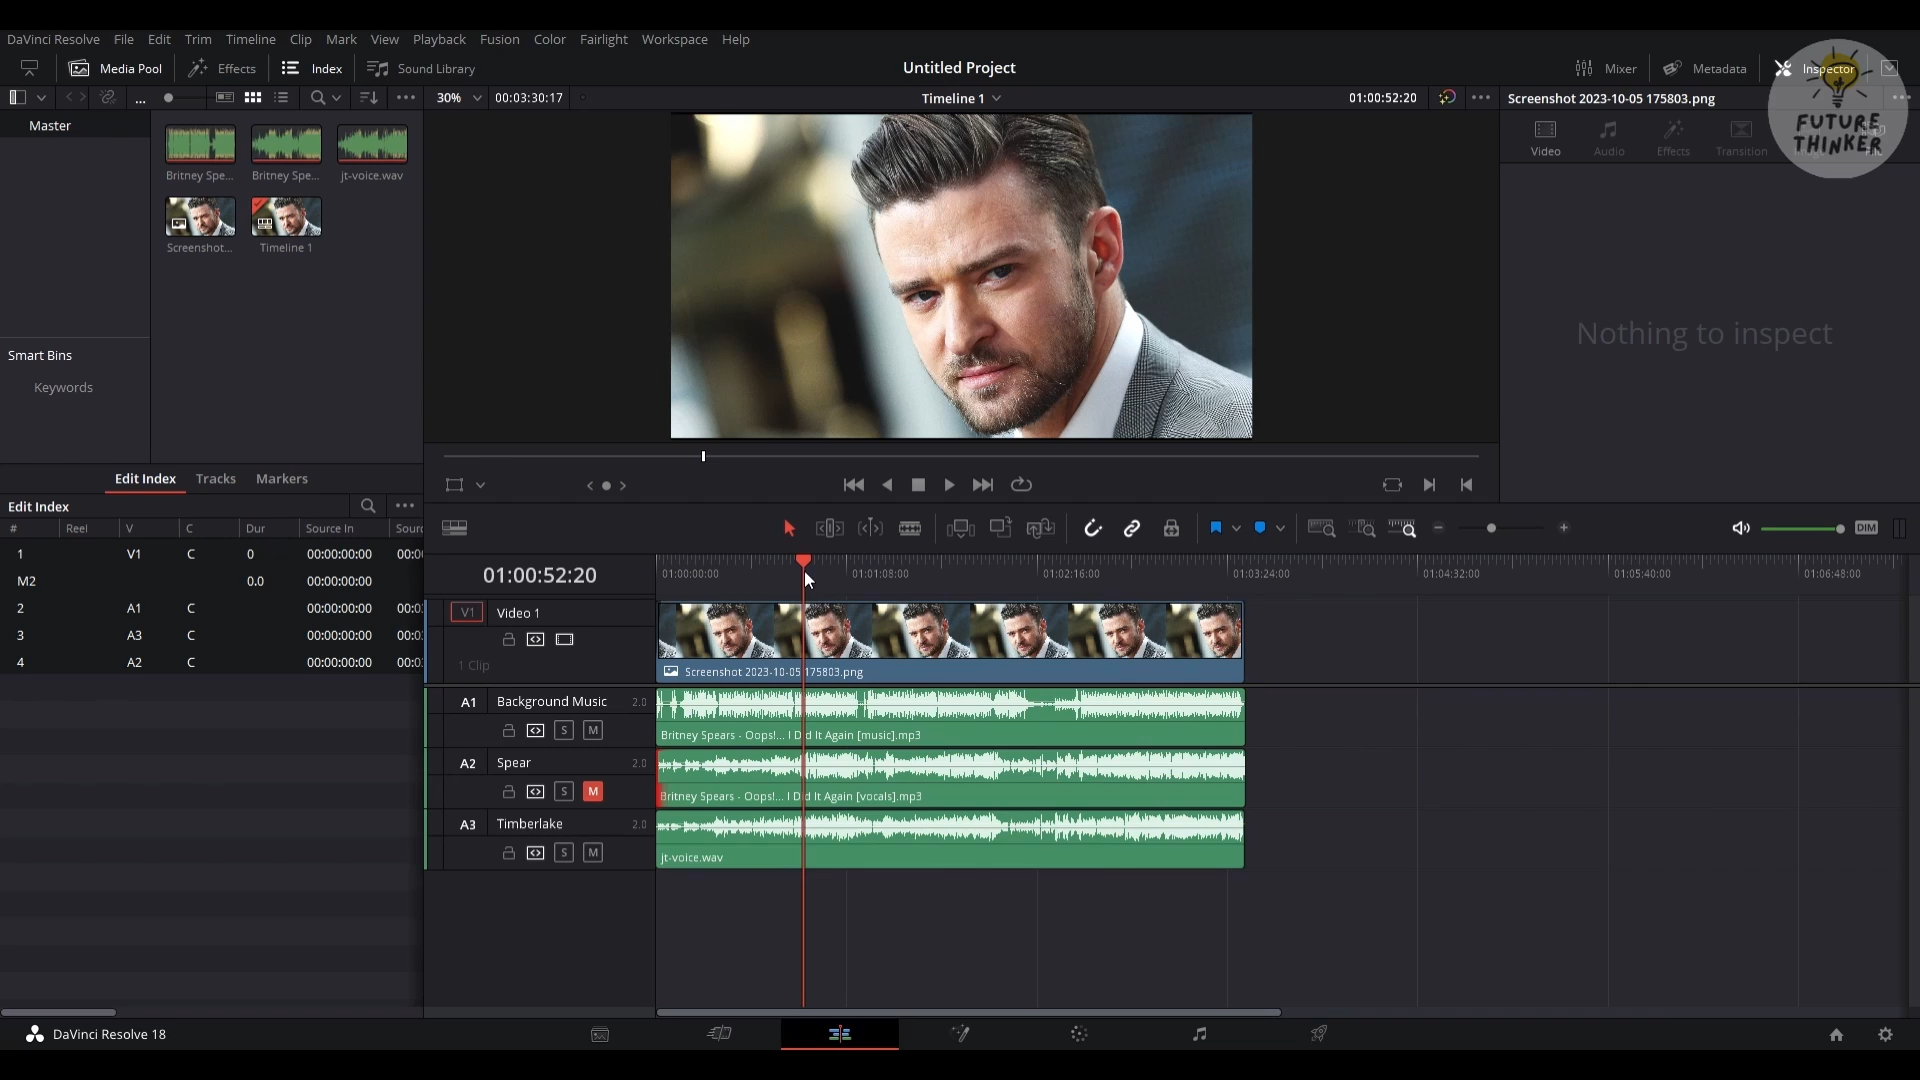 DaVinci Resolve File Edit Trim Timeline Clip Mark View Playback Fusion Color Fairlight Workspace Help
Media Pool Effects Index Sound Library Untitled Project Mixer Metadata Inspector
30% 00:03:30:17 Timeline 1 01:00:52:20 Screenshot 2023-10-05 175803.png
FUTURE
THINKER
Master
Video Audio Effects Transition
Britney Spe... Britney Spe... jt-voice.wav
Screenshot... Timeline 1
Nothing to inspect
Smart Bins
Keywords
Edit Index Tracks Markers
Edit Index
# Reel V C Dur Source In
1 V1 C 0 00:00:00:00
M2 0.0 00:00:00:00
2 A1 C 00:00:00:00
3 A3 C 00:00:00:00
4 A2 C 00:00:00:00
DIM
01:00:52:20
01:00:00:00 01:01:08:00 01:02:16:00 01:03:24:00 01:04:32:00 01:05:40:00 01:06:48:00
V1 Video 1
1 Clip
Screenshot 2023-10-05 175803.png
A1 Background Music 2.0
S M
Britney Spears - Oops!... I Did It Again [music].mp3
A2 Spear 2.0
S M
Britney Spears - Oops!... I Did It Again [vocals].mp3
A3 Timberlake 2.0
S M
jt-voice.wav
DaVinci Resolve 18